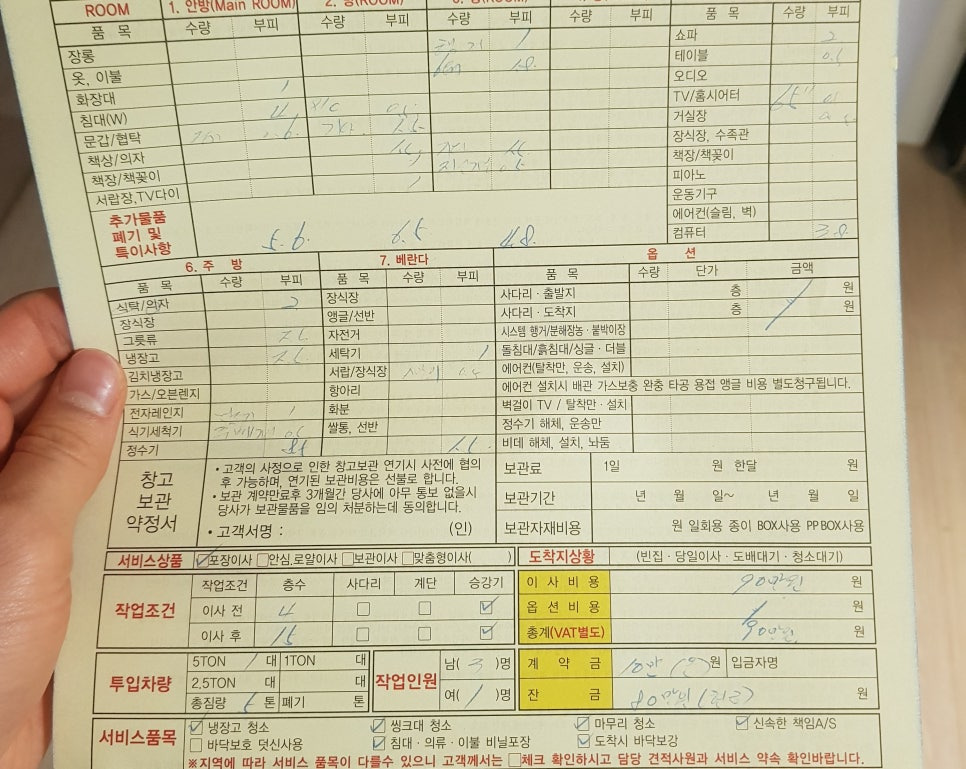 ROOM 1. 안방(Main ROOM)
품 목 수량 부피 수량 부피 수량 부피 수량 부피 품 목 수량 부피
장롱 1 쇼파 2
옷, 이불 테이블 0.5
화장대 1 오디오
침대(W) TV/홈시어터 65"
문갑/협탁 거실장
책상/의자 장식장, 수족관
책장/책꽂이 책장/책꽂이
서랍장,TV다이 피아노
운동기구
에어컨(슬림, 벽)
컴퓨터
추가물품
폐기 및
특이사항
5.6. 6.5 4.8.
6. 주 방 7. 베란다 옵 션
품 목 수량 부피 품 목 수량 부피 품 목 수량 단가 금액
식탁/의자 2 장식장 사다리 · 출발지 층 원
장식장 앵글/선반 사다리 · 도착지 층 원
그릇류 자전거 시스템 행거/분해장농 · 붙박이장
냉장고 세탁기 1 돌침대/흙침대/싱글 · 더블
김치냉장고 서랍/장식장 에어컨(탈착만, 운송, 설치)
가스/오븐렌지 항아리 에어컨 설치시 배관 가스보충 완충 타공 용접 앵글 비용 별도청구됩니다.
전자레인지 1 화분 벽걸이 TV / 탈착만 · 설치
식기세척기 쌀통, 선반 정수기 해체, 운송만
정수기 비데 해체, 설치, 놔둠
창고
보관
약정서
• 고객의 사정으로 인한 창고보관 연기시 사전에 협의
후 가능하며, 연기된 보관비용은 선불로 합니다.
• 보관 계약만료후 3개월간 당사에 아무 통보 없을시
당사가 보관물품을 임의 처분하는데 동의합니다.
• 고객서명 : (인)
보관료 1일 원 한달 원
보관기간 년 월 일~ 년 월 일
보관자재비용 원 일회용 종이 BOX사용 PP BOX사용
서비스상품 ☑포장이사 □안심,로얄이사 □보관이사 □맞춤형이사( ) 도착지상황 (빈집 · 당일이사 · 도배대기 · 청소대기)
작업조건
작업조건 층수 사다리 계단 승강기
이사 전 4 □ □ ☑
이사 후 15 □ □ ☑
이 사 비 용 90만원 원
옵 션 비 용 원
총계(VAT별도) 90만원 원
투입차량
5TON 1 대 1TON 대
2.5TON 대 대
총짐량 5 톤 폐기 톤
작업인원
남( 3 )명
여( 1 )명
계 약 금 10만 원 입금자명
잔 금 80만원 원
서비스품목
☑ 냉장고 청소 ☑ 씽크대 청소 ☑ 마무리 청소 ☑ 신속한 책임A/S
□ 바닥보호 덧신사용 ☑ 침대 · 의류 · 이불 비닐포장 ☑ 도착시 바닥보강
※지역에 따라 서비스 품목이 다를수 있으니 고객께서는 □체크 확인하시고 담당 견적사원과 서비스 약속 확인바랍니다.